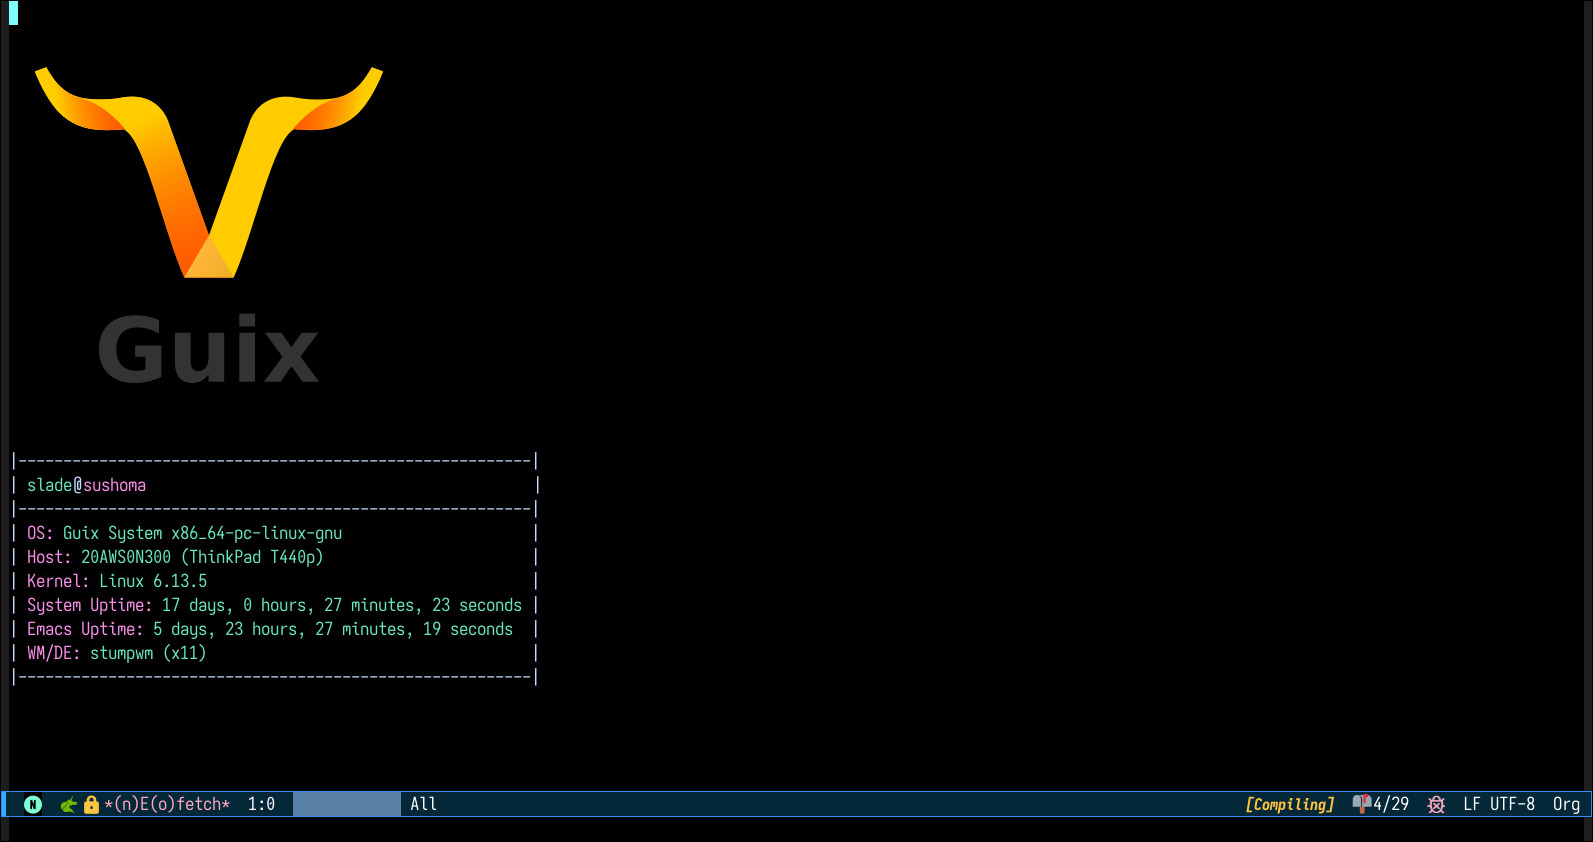 Guix
|---------------------------------------------------------|
| slade@sushoma |
|---------------------------------------------------------|
| OS: Guix System x86_64-pc-linux-gnu |
| Host: 20AWS0N300 (ThinkPad T440p) |
| Kernel: Linux 6.13.5 |
| System Uptime: 17 days, 0 hours, 27 minutes, 23 seconds |
| Emacs Uptime: 5 days, 23 hours, 27 minutes, 19 seconds |
| WM/DE: stumpwm (x11) |
|---------------------------------------------------------|
N *(n)E(o)fetch* 1:0 All [Compiling] 4/29 LF UTF-8 Org